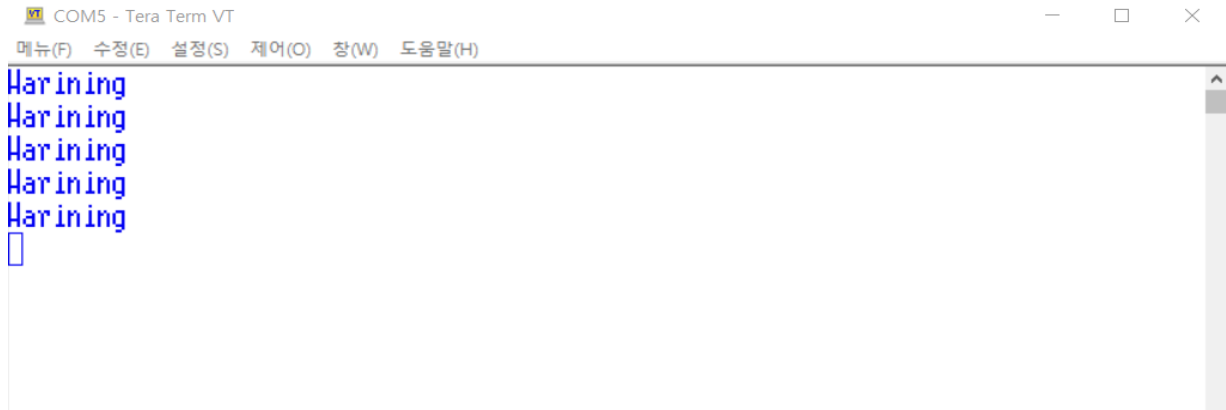 COM5 - Tera Term VT
메뉴(F) 수정(E) 설정(S) 제어(O) 창(W) 도움말(H)
Warining
Warining
Warining
Warining
Warining